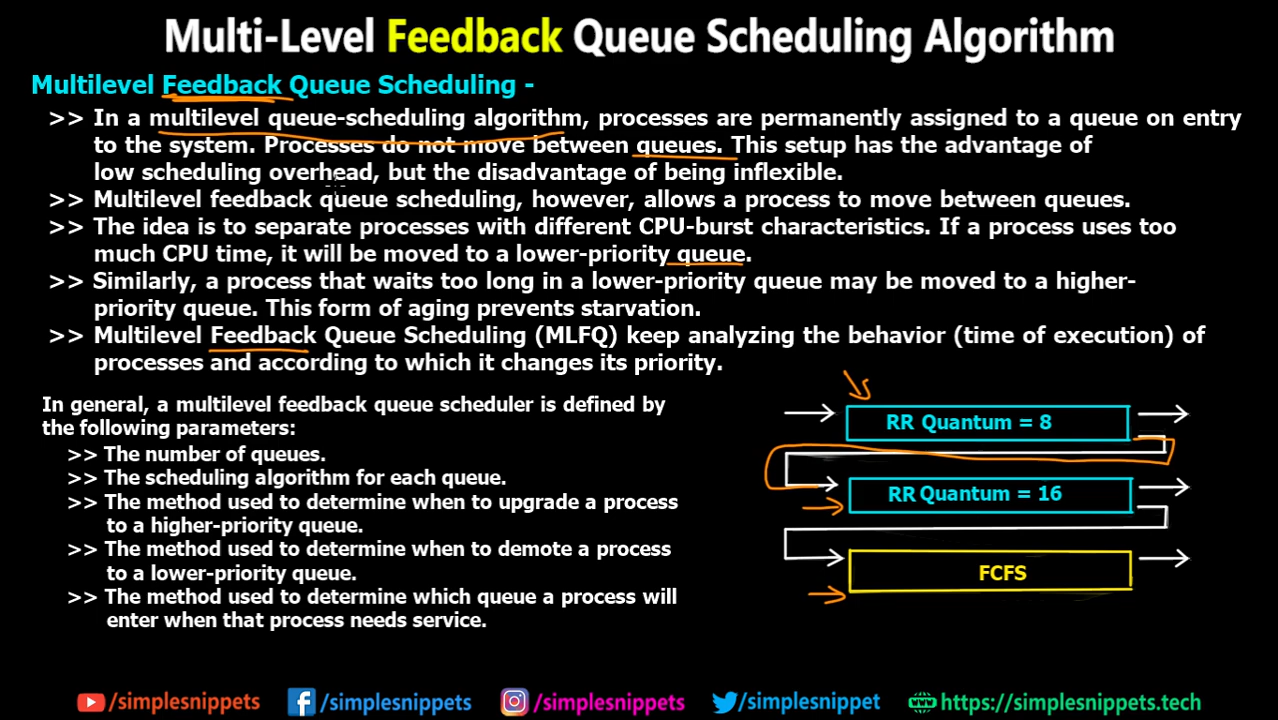 Multi-Level Feedback Queue Scheduling Algorithm
Multilevel Feedback Queue Scheduling -
>> In a multilevel queue-scheduling algorithm, processes are permanently assigned to a queue on entry
to the system. Processes do not move between queues. This setup has the advantage of
low scheduling overhead, but the disadvantage of being inflexible.
>> Multilevel feedback queue scheduling, however, allows a process to move between queues.
>> The idea is to separate processes with different CPU-burst characteristics. If a process uses too
much CPU time, it will be moved to a lower-priority queue.
>> Similarly, a process that waits too long in a lower-priority queue may be moved to a higher-
priority queue. This form of aging prevents starvation.
>> Multilevel Feedback Queue Scheduling (MLFQ) keep analyzing the behavior (time of execution) of
processes and according to which it changes its priority.
In general, a multilevel feedback queue scheduler is defined by
the following parameters:
>> The number of queues.
>> The scheduling algorithm for each queue.
>> The method used to determine when to upgrade a process
to a higher-priority queue.
>> The method used to determine when to demote a process
to a lower-priority queue.
>> The method used to determine which queue a process will
enter when that process needs service.
RR Quantum = 8
RR Quantum = 16
FCFS
/simplesnippets
/simplesnippets
/simplesnippets
/simplesnippet
https://simplesnippets.tech